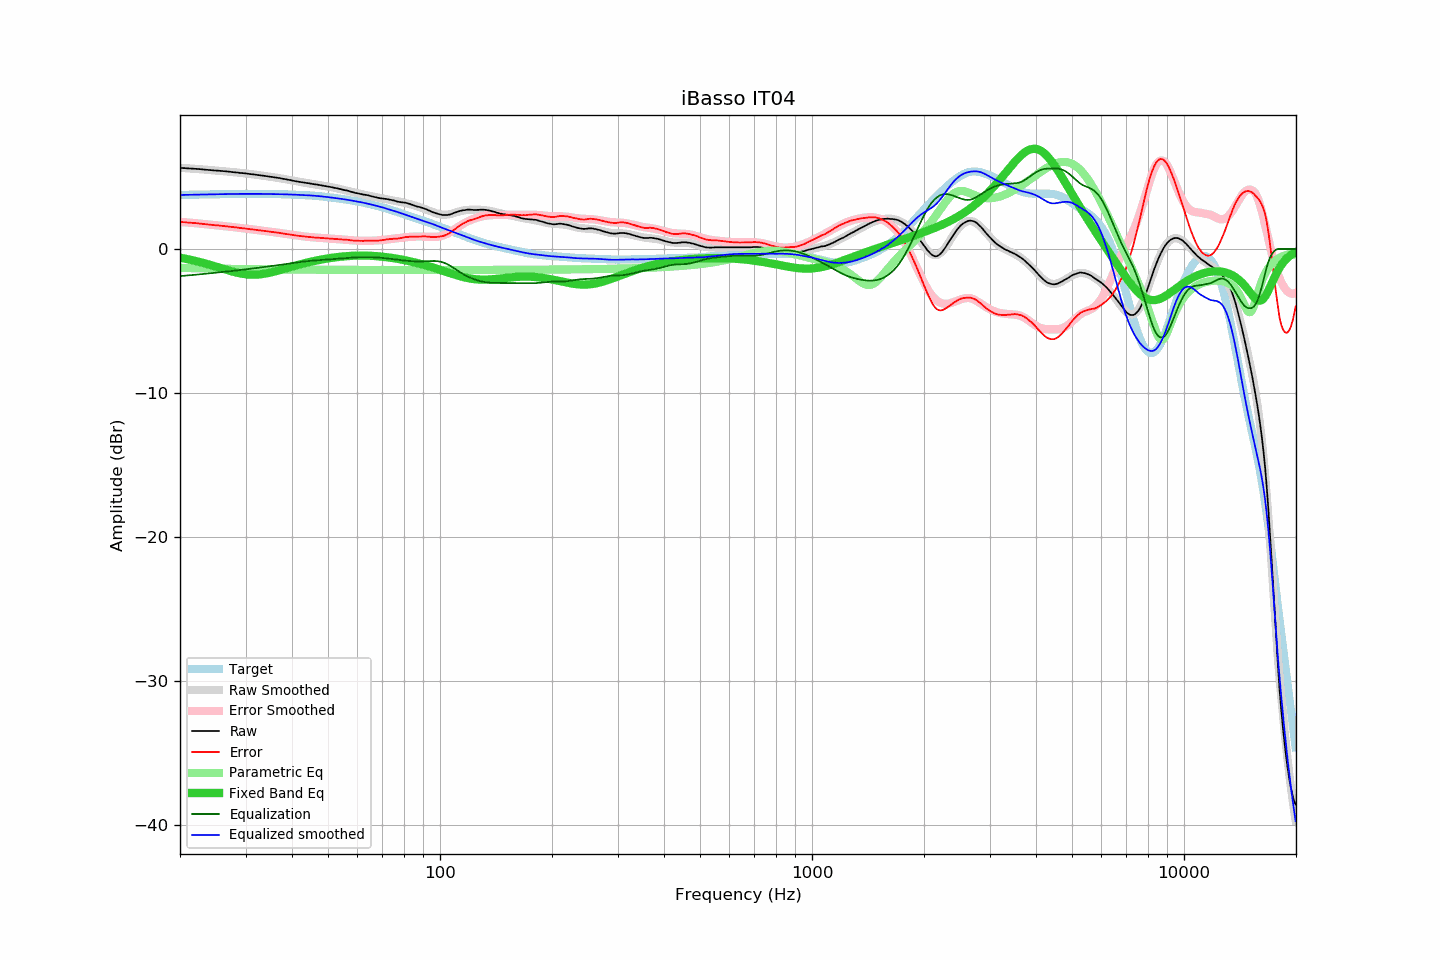 iBasso IT04
0
−10
−20
−30
−40
Amplitude (dBr)
Target
Raw Smoothed
Error Smoothed
Raw
Error
Parametric Eq
Fixed Band Eq
Equalization
Equalized smoothed
100 1000 10000
Frequency (Hz)